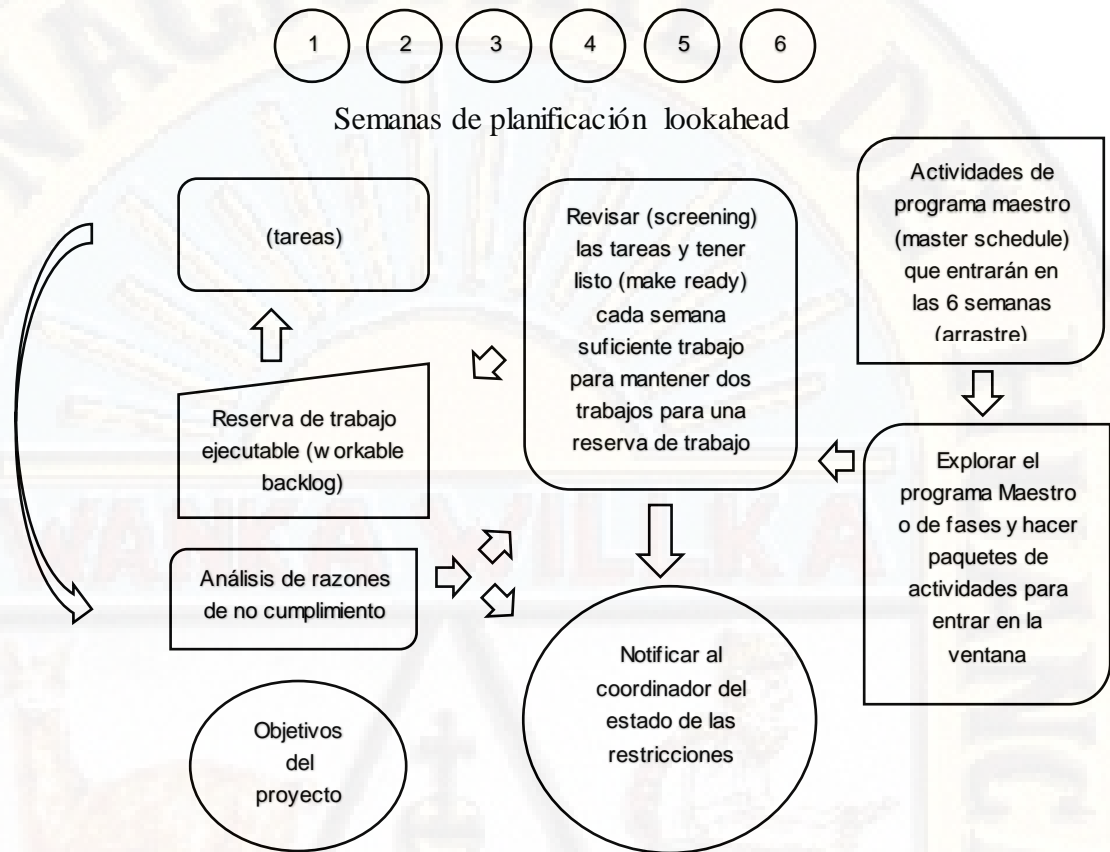 1 2 3 4 5 6
Semanas de planificación lookahead
(tareas)
Revisar (screening)
las tareas y tener
listo (make ready)
cada semana
suficiente trabajo
para mantener dos
trabajos para una
reserva de trabajo
Actividades de
programa maestro
(master schedule)
que entrarán en
las 6 semanas
(arrastre)
Reserva de trabajo
ejecutable (workable
backlog)
Explorar el
programa Maestro
o de fases y hacer
paquetes de
actividades para
entrar en la
ventana
Análisis de razones
de no cumplimiento
Notificar al
coordinador del
estado de las
restricciones
Objetivos
del
proyecto
WANKA WILLKA